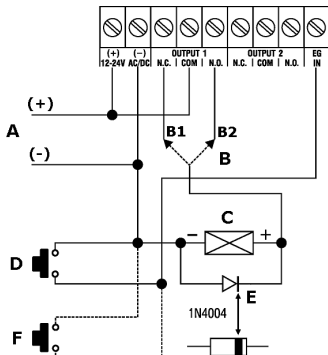 (+) (-) OUTPUT 1 OUTPUT 2 EG
12-24V AC/DC N.C. | COM | N.O. N.C. | COM | N.O. IN
(+)
A
B1 B2
(-)
B
C
- +
D
E
1N4004
F